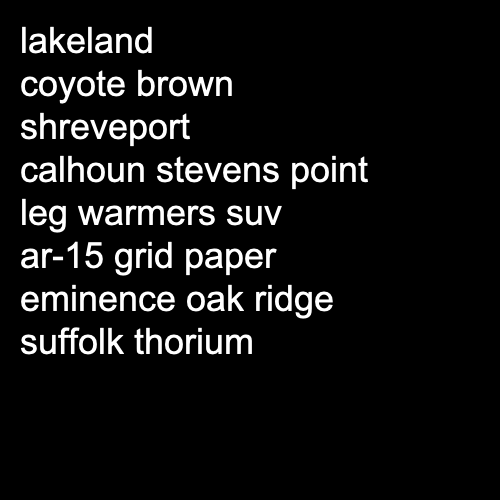 lakeland
coyote brown
shreveport
calhoun stevens point
leg warmers suv
ar-15 grid paper
eminence oak ridge
suffolk thorium